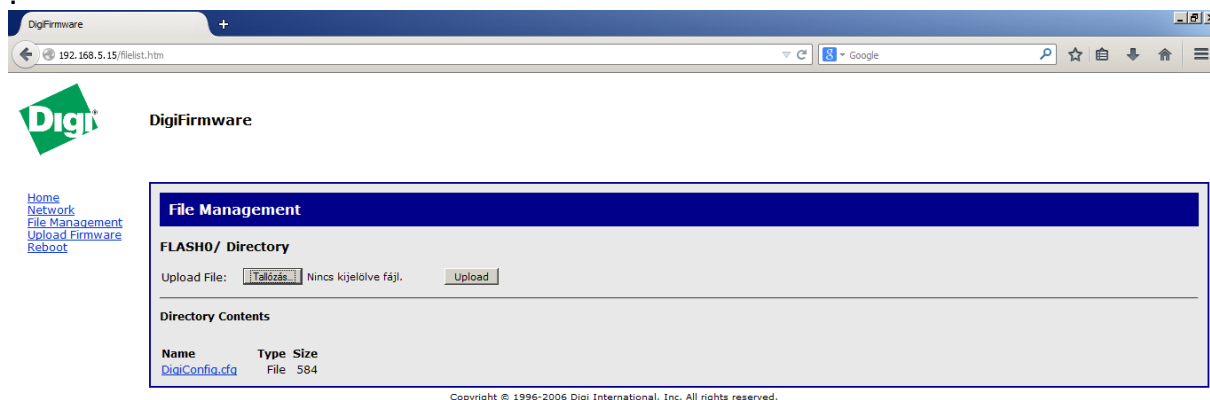 DigiFirmware
192.168.5.15/filelist.htm
Google
Digi
DigiFirmware
Home
Network
File Management
Upload Firmware
Reboot
File Management
FLASH0/ Directory
Upload File: Tallózás... Nincs kijelölve fájl. Upload
Directory Contents
Name Type Size
DigiConfig.cfg File 584
Copyright © 1996-2006 Digi International, Inc. All rights reserved.